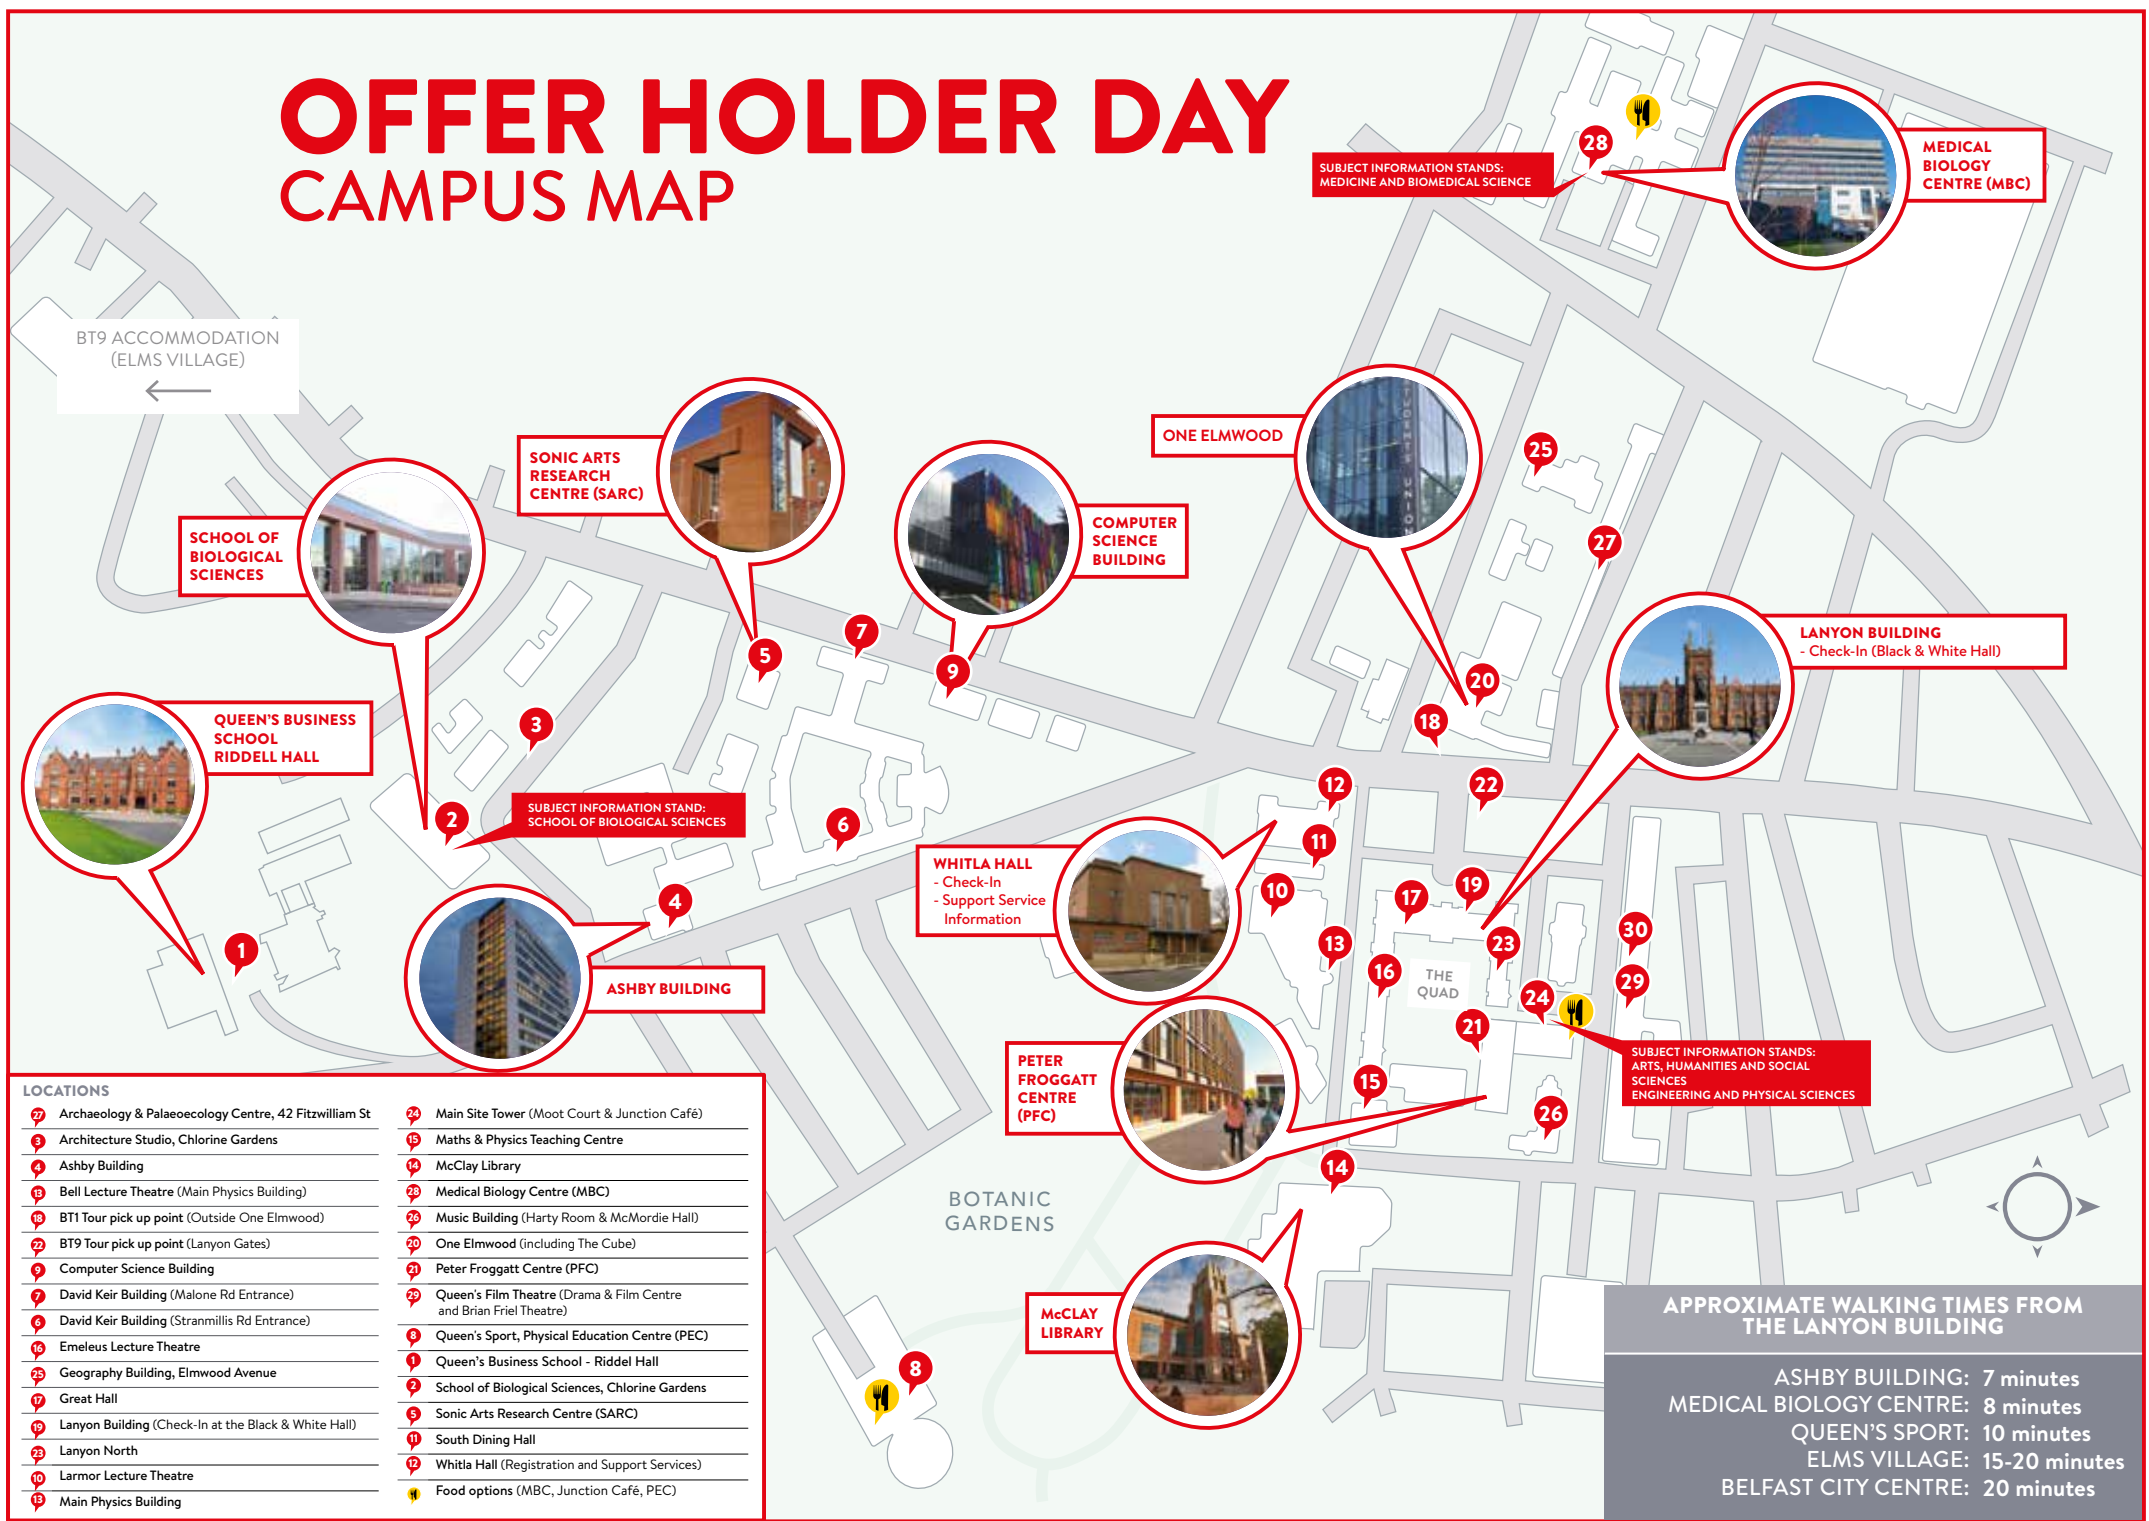 OFFER HOLDER DAY
CAMPUS MAP
28
SUBJECT INFORMATION STANDS:
MEDICINE AND BIOMEDICAL SCIENCE
MEDICAL
BIOLOGY
CENTRE (MBC)
BT9 ACCOMMODATION
(ELMS VILLAGE)
SONIC ARTS
RESEARCH
CENTRE (SARC)
SCHOOL OF
BIOLOGICAL
SCIENCES
COMPUTER
SCIENCE
BUILDING
ONE ELMWOOD
STUDENTS UNION
25
27
LANYON BUILDING
- Check-In (Black & White Hall)
QUEEN'S BUSINESS
SCHOOL
RIDDELL HALL
7
5
9
3
20
18
12
22
2
SUBJECT INFORMATION STAND:
SCHOOL OF BIOLOGICAL SCIENCES
6
11
WHITLA HALL
- Check-In
- Support Service
Information
10
17
19
4
1
13
23
30
16
THE
QUAD
29
24
21
ASHBY BUILDING
PETER
FROGGATT
CENTRE
(PFC)
SUBJECT INFORMATION STANDS:
ARTS, HUMANITIES AND SOCIAL
SCIENCES
ENGINEERING AND PHYSICAL SCIENCES
15
26
14
BOTANIC
GARDENS
McCLAY
LIBRARY
8
LOCATIONS
27 Archaeology & Palaeoecology Centre, 42 Fitzwilliam St
3 Architecture Studio, Chlorine Gardens
4 Ashby Building
13 Bell Lecture Theatre (Main Physics Building)
18 BT1 Tour pick up point (Outside One Elmwood)
22 BT9 Tour pick up point (Lanyon Gates)
9 Computer Science Building
7 David Keir Building (Malone Rd Entrance)
6 David Keir Building (Stranmillis Rd Entrance)
16 Emeleus Lecture Theatre
25 Geography Building, Elmwood Avenue
17 Great Hall
19 Lanyon Building (Check-In at the Black & White Hall)
23 Lanyon North
10 Larmor Lecture Theatre
13 Main Physics Building
24 Main Site Tower (Moot Court & Junction Café)
15 Maths & Physics Teaching Centre
14 McClay Library
28 Medical Biology Centre (MBC)
26 Music Building (Harty Room & McMordie Hall)
20 One Elmwood (including The Cube)
21 Peter Froggatt Centre (PFC)
29 Queen's Film Theatre (Drama & Film Centre
and Brian Friel Theatre)
8 Queen's Sport, Physical Education Centre (PEC)
1 Queen's Business School - Riddel Hall
2 School of Biological Sciences, Chlorine Gardens
5 Sonic Arts Research Centre (SARC)
11 South Dining Hall
12 Whitla Hall (Registration and Support Services)
Food options (MBC, Junction Café, PEC)
APPROXIMATE WALKING TIMES FROM
THE LANYON BUILDING
ASHBY BUILDING: 7 minutes
MEDICAL BIOLOGY CENTRE: 8 minutes
QUEEN'S SPORT: 10 minutes
ELMS VILLAGE: 15-20 minutes
BELFAST CITY CENTRE: 20 minutes